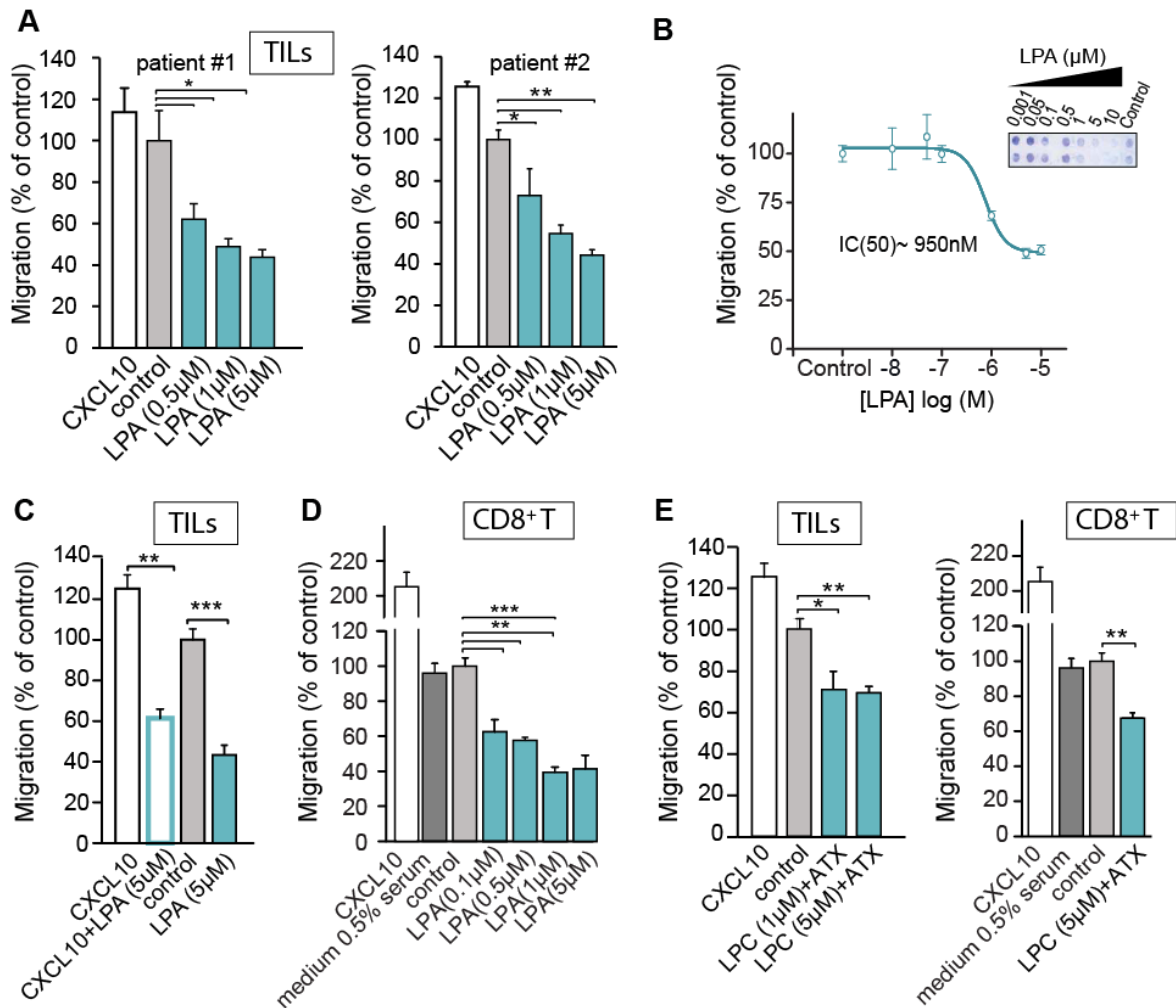 A
TILs
patient #1
*
Migration (% of control)
140
120
100
80
60
40
20
0
CXCL10
control
LPA (0.5µM)
LPA (1µM)
LPA (5µM)
patient #2
**
*
Migration (% of control)
140
120
100
80
60
40
20
0
CXCL10
control
LPA (0.5µM)
LPA (1µM)
LPA (5µM)
B
LPA (µM)
0.001
0.05
0.1
0.5
1
5
10
Control
Migration (% of control)
100
75
50
25
0
IC(50)~ 950nM
Control -8 -7 -6 -5
[LPA] log (M)
C
TILs
**
***
Migration (% of control)
140
120
100
80
60
40
20
0
CXCL10
CXCL10+LPA (5µM)
control
LPA (5µM)
D
CD8+ T
***
**
Migration (% of control)
220
200
120
100
80
60
40
20
0
CXCL10
medium 0.5% serum
control
LPA(0.1µM)
LPA(0.5µM)
LPA(1µM)
LPA(5µM)
E
TILs
**
*
Migration (% of control)
140
120
100
80
60
40
20
0
CXCL10
control
LPC (1µM)+ATX
LPC (5µM)+ATX
CD8+ T
**
Migration (% of control)
220
200
120
100
80
60
40
20
0
CXCL10
medium 0.5% serum
control
LPC (5µM)+ATX